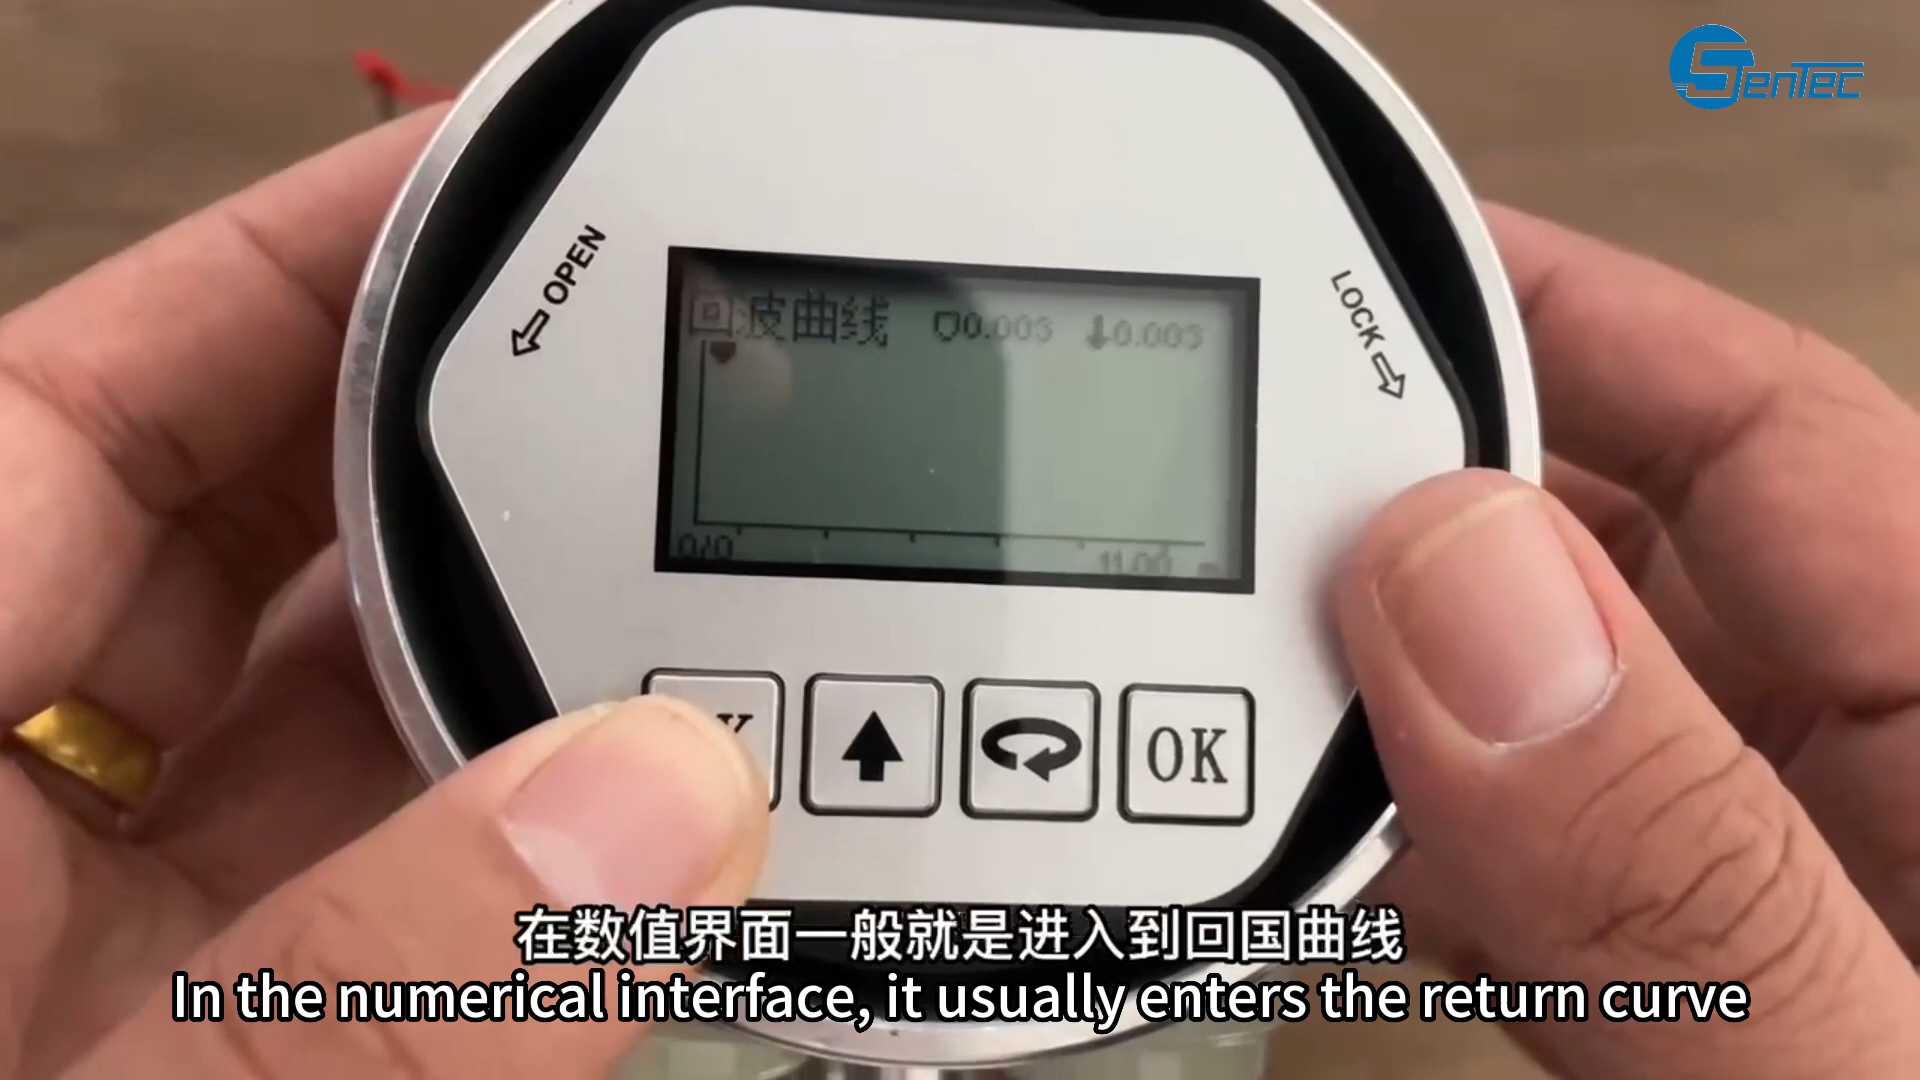 SENTEC
OPEN
LOCK
回波曲线 0.003 0.003
0/0 11.00
OK
在数值界面一般就是进入到回国曲线
In the numerical interface, it usually enters the return curve